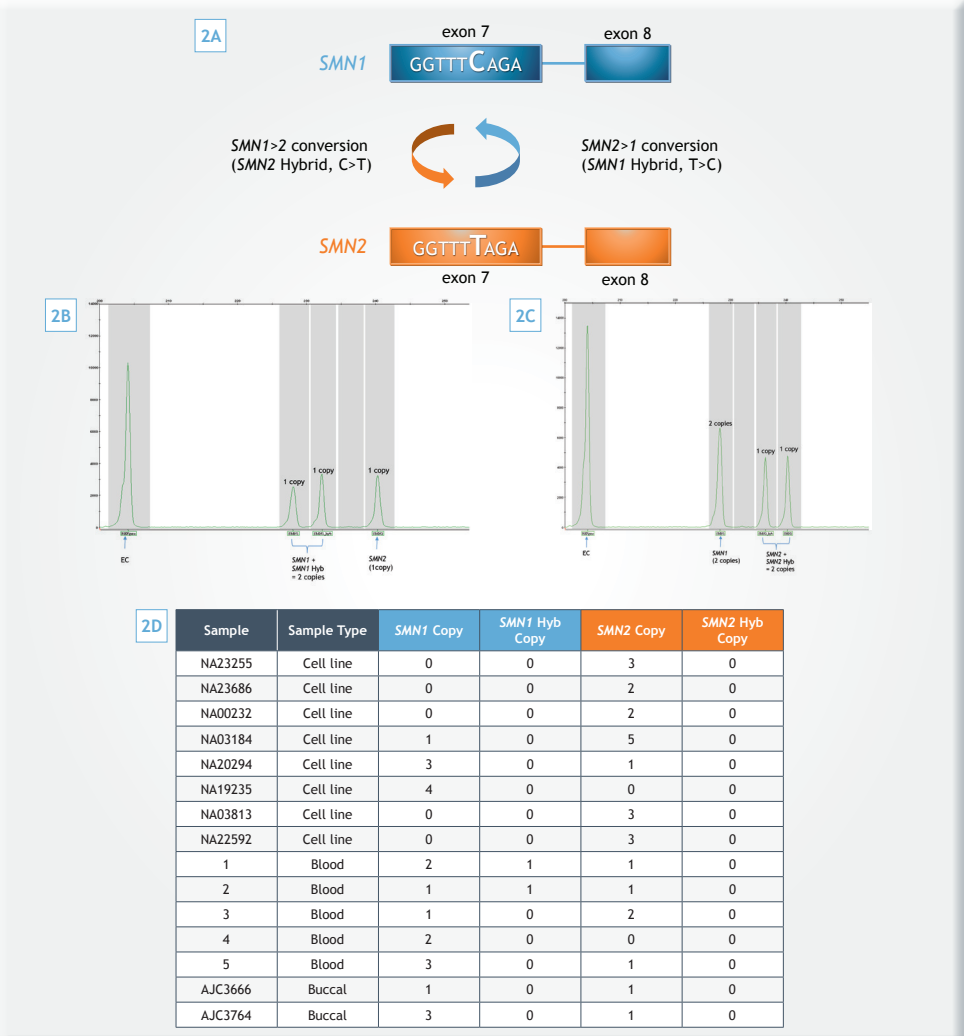 2A
exon 7
exon 8
SMN1
GGTTTCAGA
SMN1>2 conversion
(SMN2 Hybrid, C>T)
SMN2>1 conversion
(SMN1 Hybrid, T>C)
SMN2
GGTTTTAGA
exon 7
exon 8
2B
1 copy
1 copy
1 copy
EC
SMN1 +
SMN1 Hyb
= 2 copies
SMN2
(1copy)
2C
2 copies
1 copy
1 copy
EC
SMN1
(2 copies)
SMN2 +
SMN2 Hyb
= 2 copies
2D
Sample Sample Type SMN1 Copy SMN1 Hyb Copy SMN2 Copy SMN2 Hyb Copy
NA23255 Cell line 0 0 3 0
NA23686 Cell line 0 0 2 0
NA00232 Cell line 0 0 2 0
NA03184 Cell line 1 0 5 0
NA20294 Cell line 3 0 1 0
NA19235 Cell line 4 0 0 0
NA03813 Cell line 0 0 3 0
NA22592 Cell line 0 0 3 0
1 Blood 2 1 1 0
2 Blood 1 1 1 0
3 Blood 1 0 2 0
4 Blood 2 0 0 0
5 Blood 3 0 1 0
AJC3666 Buccal 1 0 1 0
AJC3764 Buccal 3 0 1 0